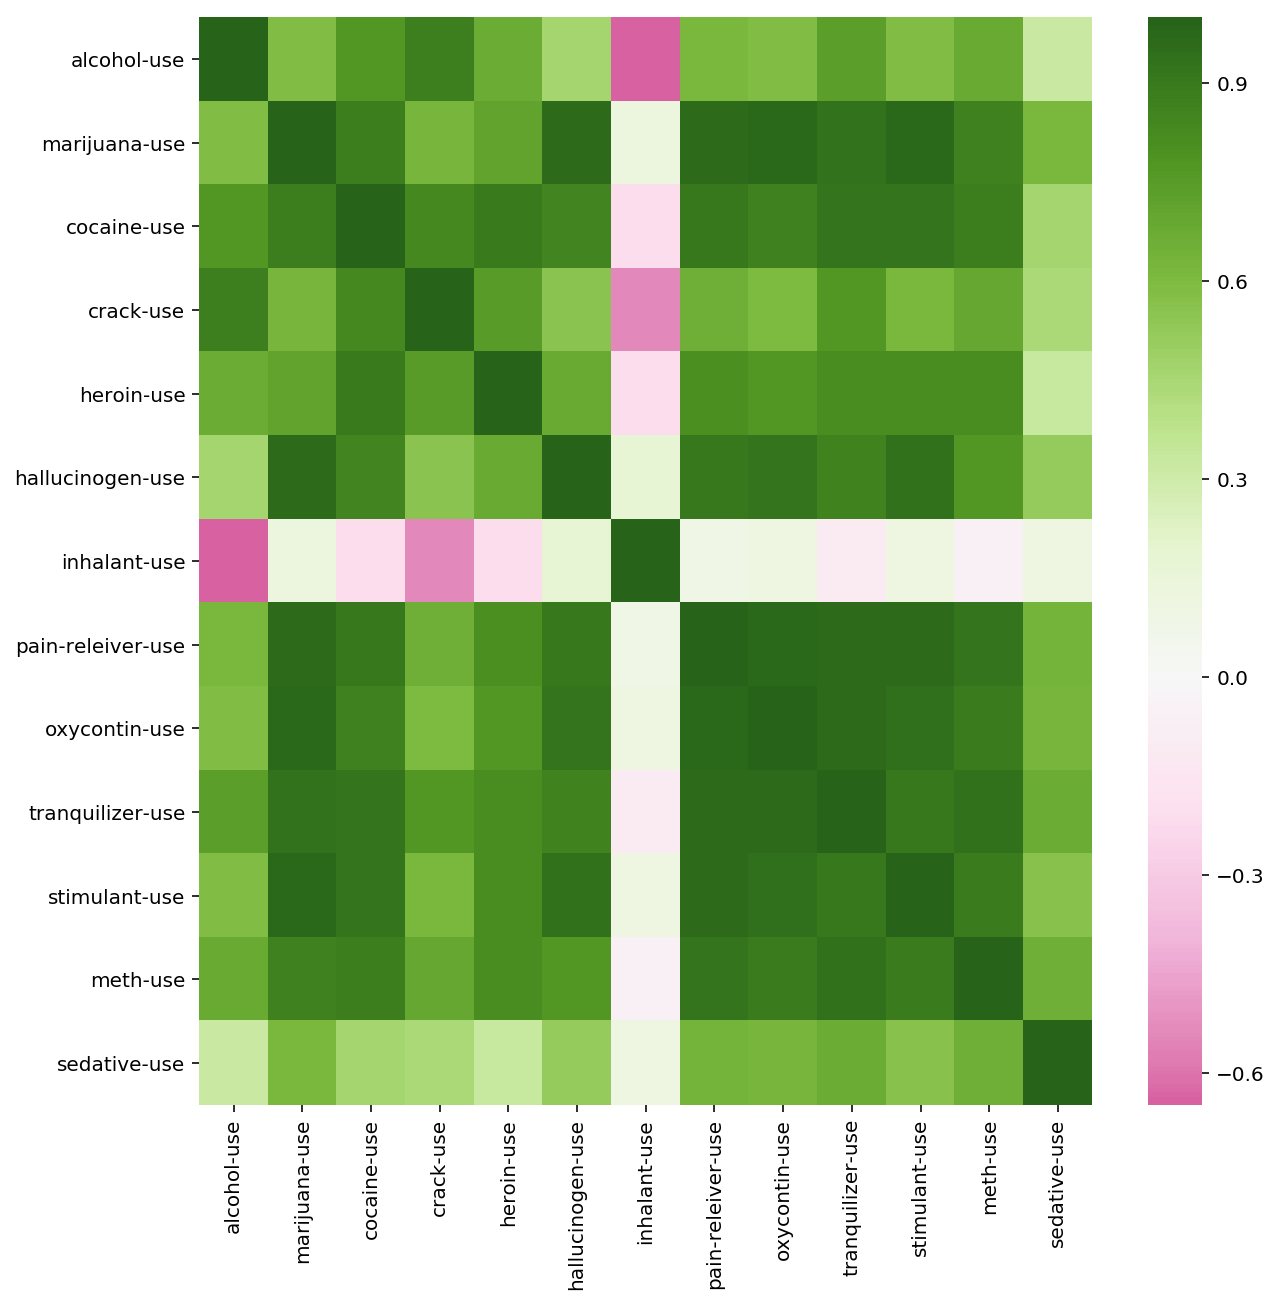 alcohol-use
marijuana-use
cocaine-use
crack-use
heroin-use
hallucinogen-use
inhalant-use
pain-releiver-use
oxycontin-use
tranquilizer-use
stimulant-use
meth-use
sedative-use
alcohol-use
marijuana-use
cocaine-use
crack-use
heroin-use
hallucinogen-use
inhalant-use
pain-releiver-use
oxycontin-use
tranquilizer-use
stimulant-use
meth-use
sedative-use
0.9
0.6
0.3
0.0
−0.3
−0.6